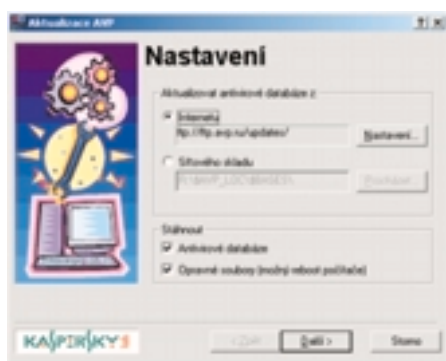 Aktualizace AVP
Nastavení
Aktualizovat antivirové databáze z
Internetu
ftp://ftp.avp.ru/updates/
Nastavení...
Síťového skladu
Procházet...
Stáhnout
Antivirové databáze
Opravné soubory (možný reboot počítače)
KASPERSKY
< Zpět
Další >
Storno